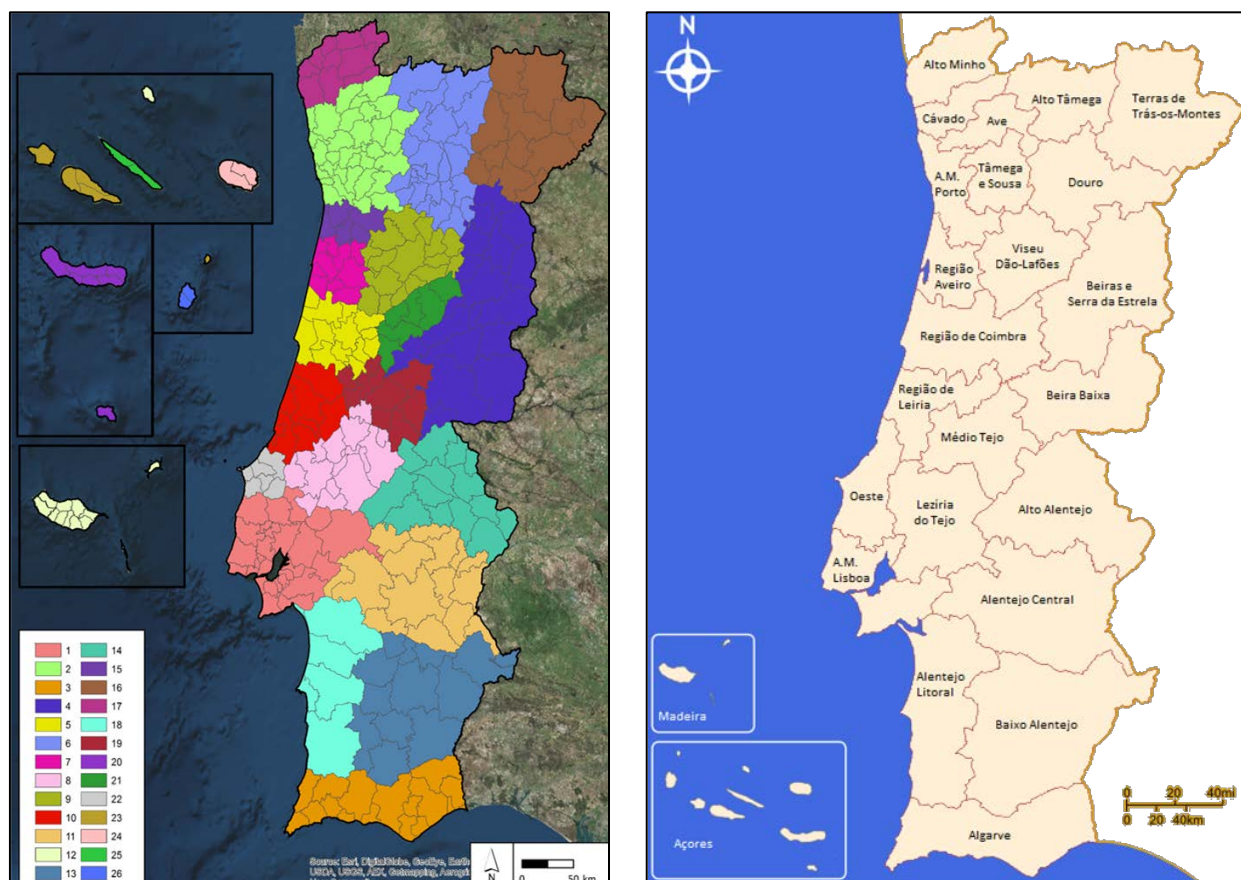 1 14
2 15
3 16
4 17
5 18
6 19
7 20
8 21
9 22
10 23
11 24
12 25
13 26
Source: Esri, DigitalGlobe, GeoEye, Earth
USDA, USGS, AEX, Getmapping, Aerogri
N
0 50 km
N
Alto Minho
Alto Tâmega
Terras de
Trás-os-Montes
Cávado
Ave
Tâmega
e Sousa
A.M.
Porto
Douro
Viseu
Dão-Lafões
Região
Aveiro
Beiras e
Serra da Estrela
Região de Coimbra
Região de
Leiria
Beira Baixa
Médio Tejo
Oeste
Lezíria
do Tejo
Alto Alentejo
A.M.
Lisboa
Alentejo Central
Alentejo
Litoral
Madeira
Baixo Alentejo
0 20 40mi
0 20 40km
Algarve
Açores